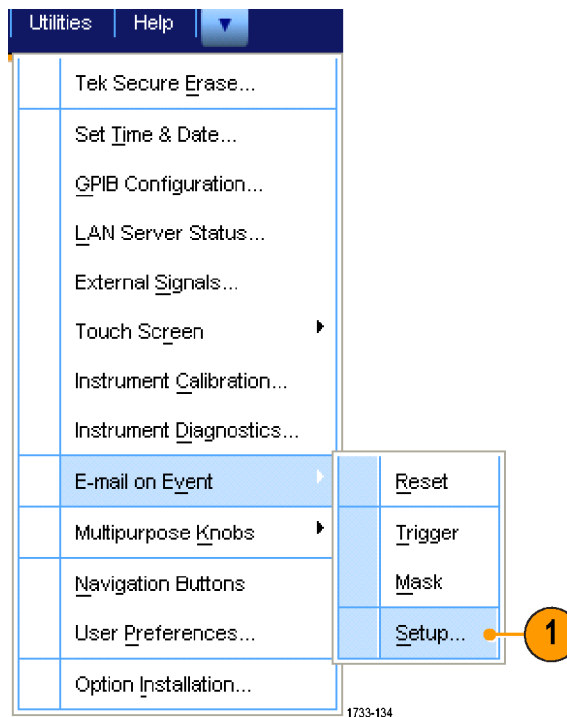 Utilities Help
Tek Secure Erase...
Set Time & Date...
GPIB Configuration...
LAN Server Status...
External Signals...
Touch Screen
Instrument Calibration...
Instrument Diagnostics...
E-mail on Event
Reset
Multipurpose Knobs
Trigger
Navigation Buttons
Mask
User Preferences...
Setup...
1
Option Installation...
1733-134